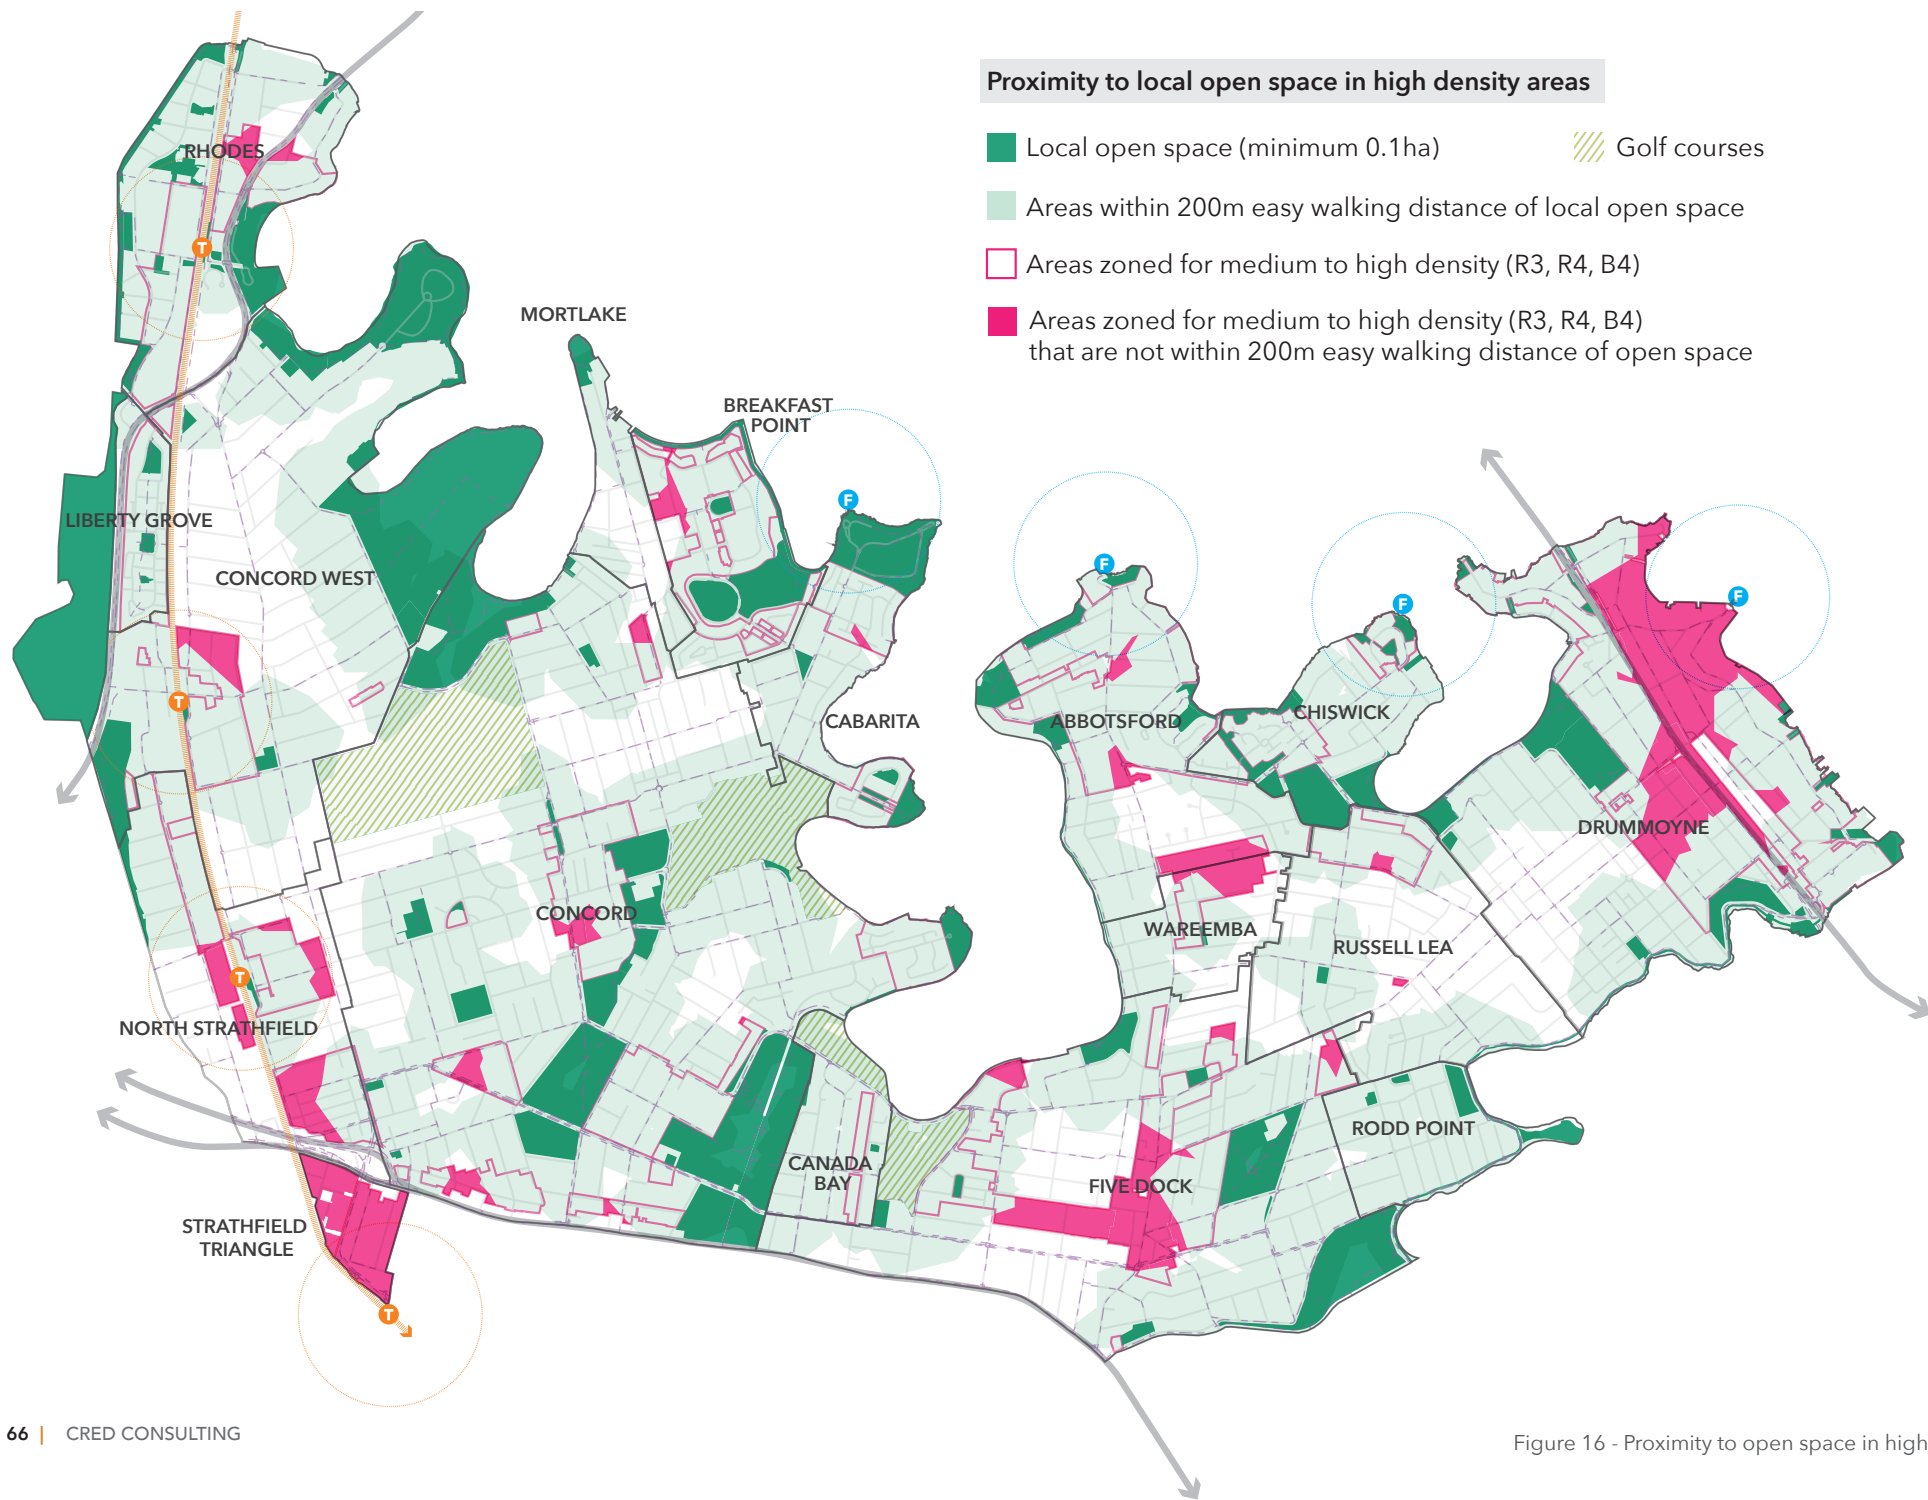 Proximity to local open space in high density areas
Local open space (minimum 0.1ha)
Golf courses
Areas within 200m easy walking distance of local open space
Areas zoned for medium to high density (R3, R4, B4)
Areas zoned for medium to high density (R3, R4, B4)
that are not within 200m easy walking distance of open space
RHODES
T
MORTLAKE
BREAKFAST
POINT
F
LIBERTY GROVE
CONCORD WEST
F
F
F
T
CABARITA
ABBOTSFORD
CHISWICK
DRUMMOYNE
CONCORD
WAREEMBA
RUSSELL LEA
T
NORTH STRATHFIELD
RODD POINT
CANADA
BAY
FIVE DOCK
STRATHFIELD
TRIANGLE
T
66 | CRED CONSULTING
Figure 16 - Proximity to open space in high